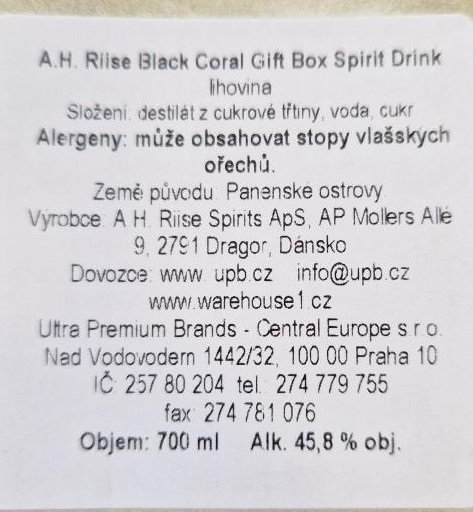 A.H. Riise Black Coral Gift Box Spirit Drink
lihovina
Složení: destilát z cukrové třtiny, voda, cukr
Alergeny: může obsahovat stopy vlašských
ořechů.
Země původu: Panenské ostrovy
Výrobce: A H Riise Spirits ApS, AP Mollers Allé
9, 2791 Dragor, Dánsko
Dovozce: www.upb.cz info@upb.cz
www.warehouse1.cz
Ultra Premium Brands - Central Europe s r o.
Nad Vodovodem 1442/32, 100 00 Praha 10
IČ: 257 80 204 tel.: 274 779 755
fax: 274 781 076
Objem: 700 ml Alk. 45,8 % obj.